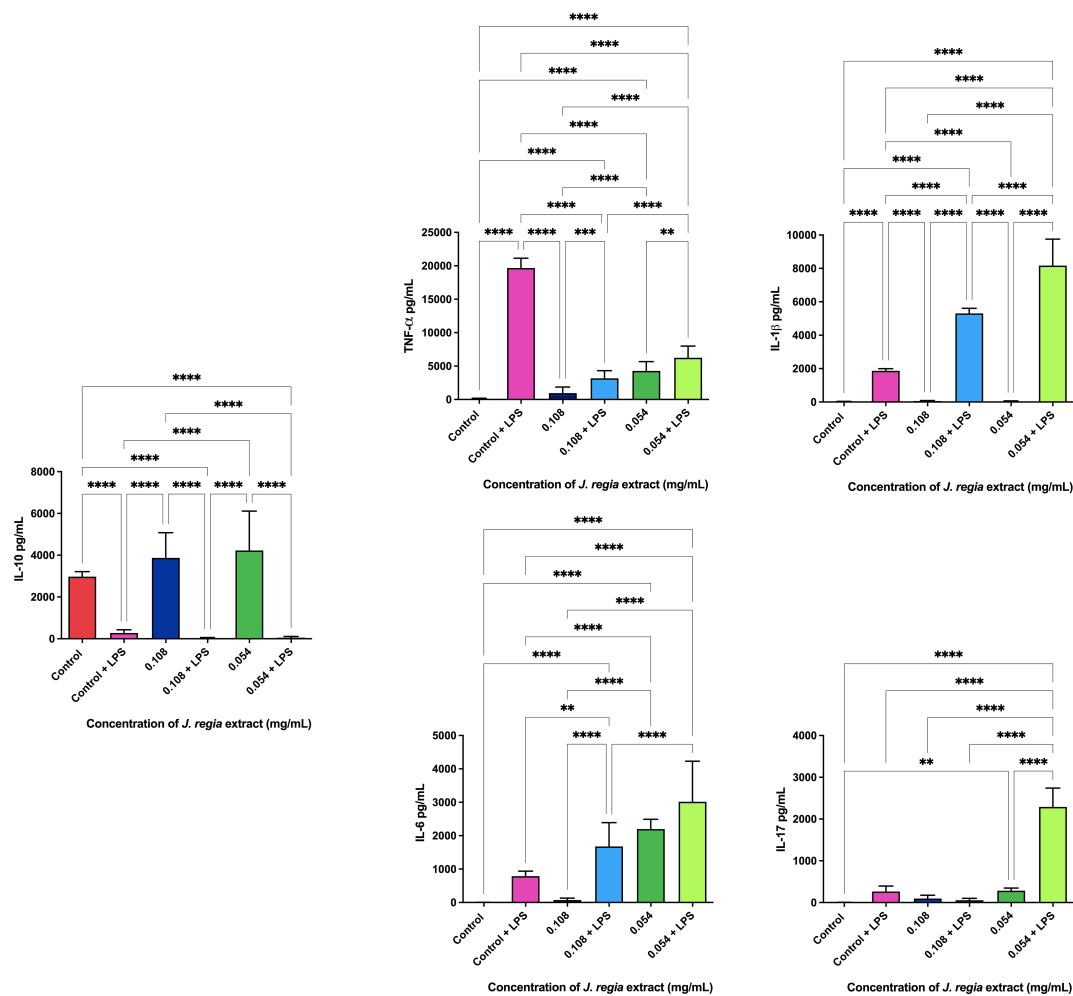 ****
****
****
****
****
****
****
**** ****
**** **** *** **
25000
20000
15000
10000
5000
0
TNF-α pg/mL
Control
Control + LPS
0.108
0.108 + LPS
0.054
0.054 + LPS
Concentration of J. regia extract (mg/mL)
****
****
****
****
****
**** ****
**** **** **** **** ****
10000
8000
6000
4000
2000
0
IL-1β pg/mL
Control
Control + LPS
0.108
0.108 + LPS
0.054
0.054 + LPS
Concentration of J. regia extract (mg/mL)
****
****
****
****
**** **** **** **** ****
8000
6000
4000
2000
0
IL-10 pg/mL
Control
Control + LPS
0.108
0.108 + LPS
0.054
0.054 + LPS
Concentration of J. regia extract (mg/mL)
****
****
****
****
****
****
****
**
**** ****
5000
4000
3000
2000
1000
0
IL-6 pg/mL
Control
Control + LPS
0.108
0.108 + LPS
0.054
0.054 + LPS
Concentration of J. regia extract (mg/mL)
****
****
****
****
** ****
4000
3000
2000
1000
0
IL-17 pg/mL
Control
Control + LPS
0.108
0.108 + LPS
0.054
0.054 + LPS
Concentration of J. regia extract (mg/mL)